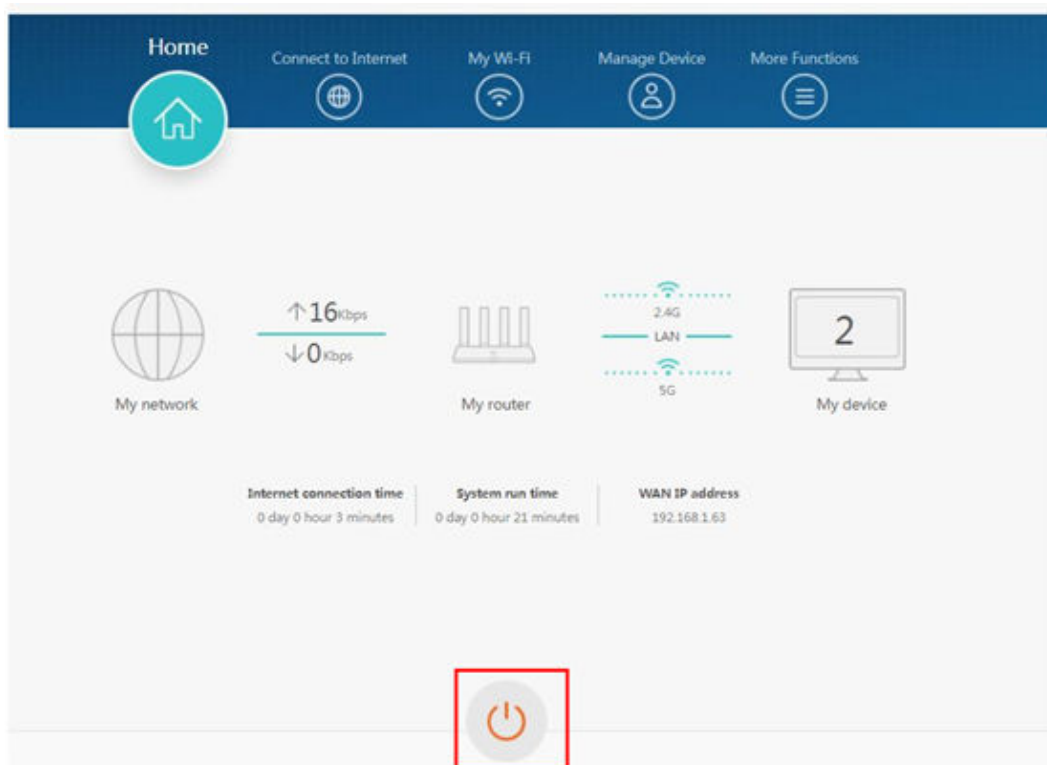 Home
Connect to Internet
My Wi-Fi
Manage Device
More Functions
↑16Kbps
↓0Kbps
2.4G
LAN
5G
2
My network
My router
My device
Internet connection time
System run time
WAN IP address
0 day 0 hour 3 minutes
0 day 0 hour 21 minutes
192.168.1.63